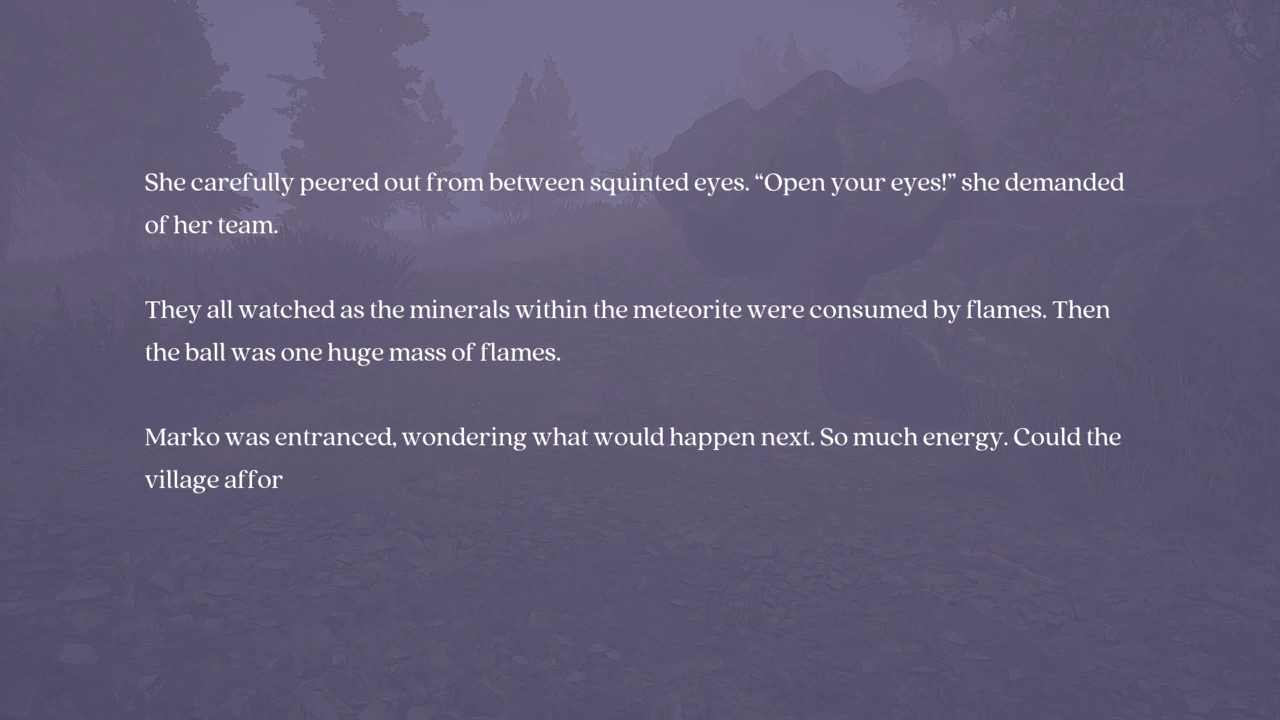 She carefully peered out from between squinted eyes. “Open your eyes!” she demanded
of her team.
They all watched as the minerals within the meteorite were consumed by flames. Then
the ball was one huge mass of flames.
Marko was entranced, wondering what would happen next. So much energy. Could the
village affor